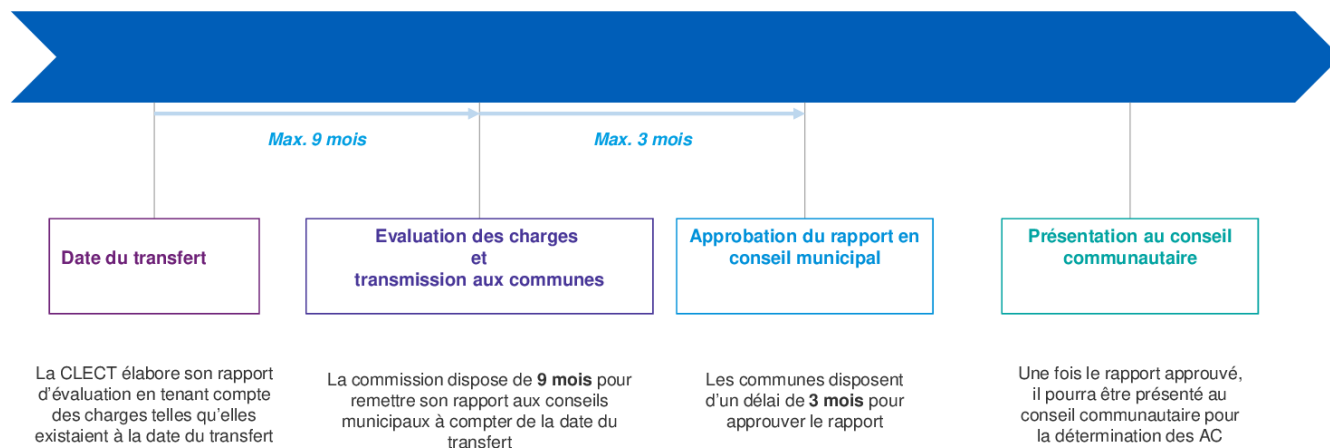 Max. 9 mois
Max. 3 mois
Date du transfert
Evaluation des charges
et
transmission aux communes
Approbation du rapport en
conseil municipal
Présentation au conseil
communautaire
La CLECT élabore son rapport
d'évaluation en tenant compte
des charges telles qu'elles
existaient à la date du transfert
La commission dispose de 9 mois pour
remettre son rapport aux conseils
municipaux à compter de la date du
transfert
Les communes disposent
d'un délai de 3 mois pour
approuver le rapport
Une fois le rapport approuvé,
il pourra être présenté au
conseil communautaire pour
la détermination des AC